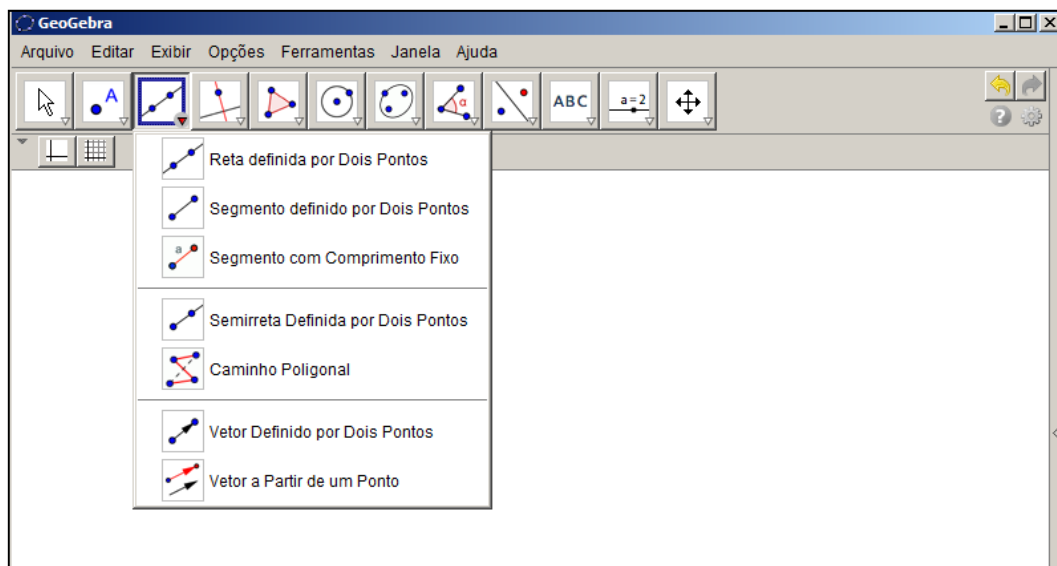 GeoGebra
Arquivo Editar Exibir Opções Ferramentas Janela Ajuda
A α ABC a=2
Reta definida por Dois Pontos
Segmento definido por Dois Pontos
a
Segmento com Comprimento Fixo
Semirreta Definida por Dois Pontos
Caminho Poligonal
Vetor Definido por Dois Pontos
Vetor a Partir de um Ponto